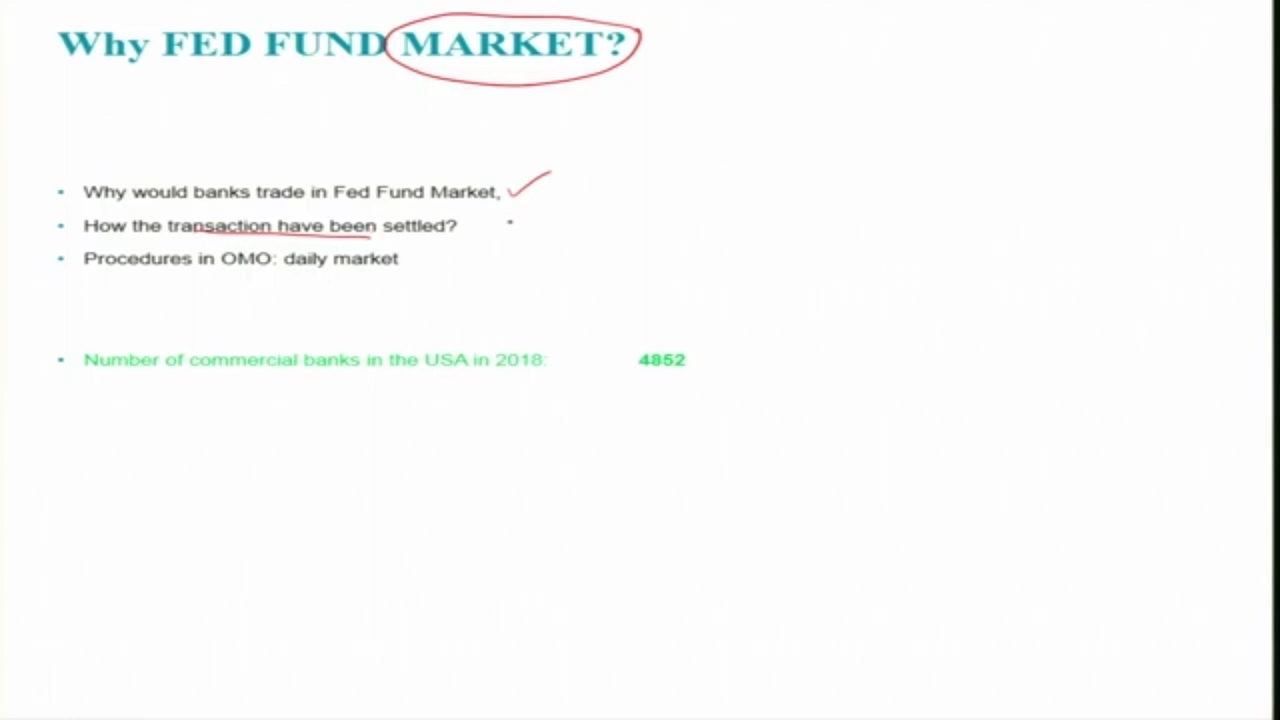 Why FED FUND MARKET?
• Why would banks trade in Fed Fund Market,
• How the transaction have been settled?
• Procedures in OMO: daily market
• Number of commercial banks in the USA in 2018: 4852